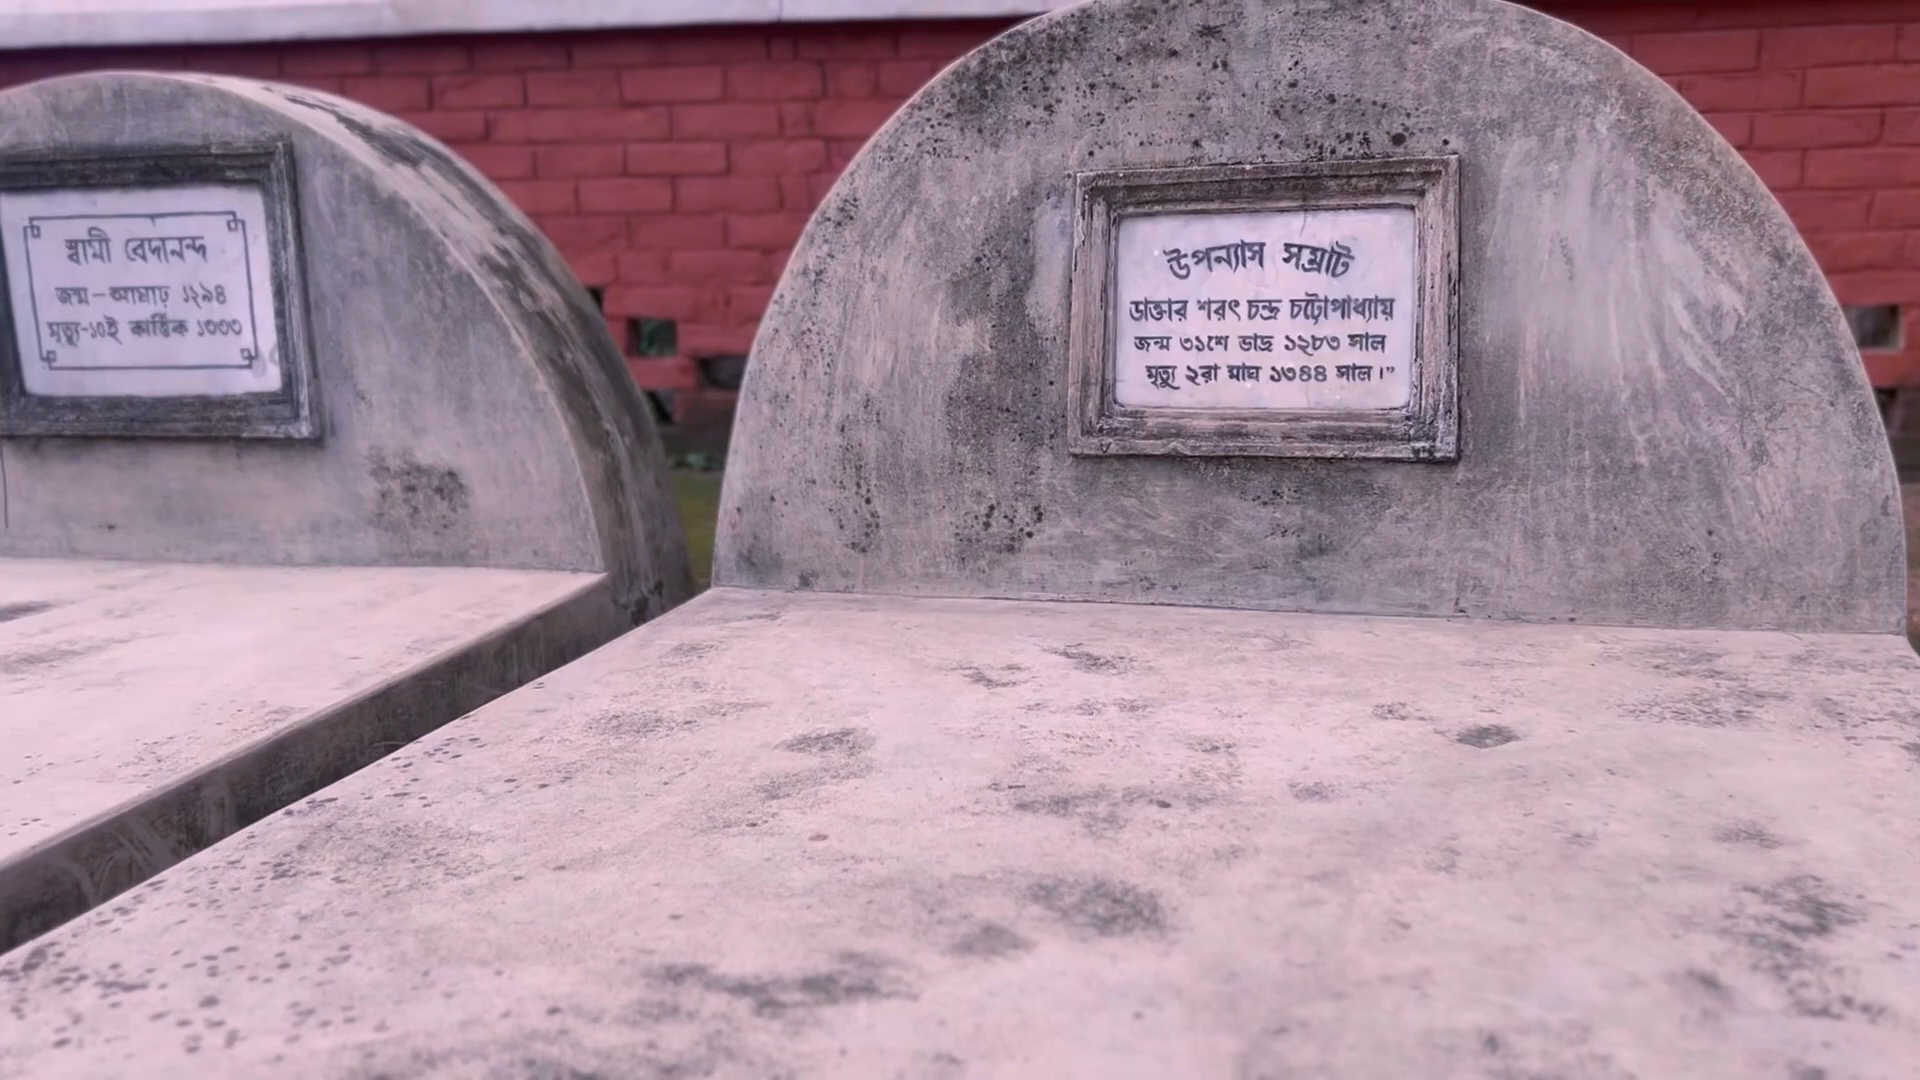 স্বামী বেদানন্দ
জন্ম - আষাঢ় ১২৯৪
মৃত্যু-১০ই কার্ত্তিক ১৩৩৩
উপন্যাস সম্রাট
ডাক্তার শরৎ চন্দ্র চট্টোপাধ্যায়
জন্ম ৩১শে ভাদ্র ১২৮৩ সাল
মৃত্যু ২রা মাঘ ১৩৪৪ সাল।"